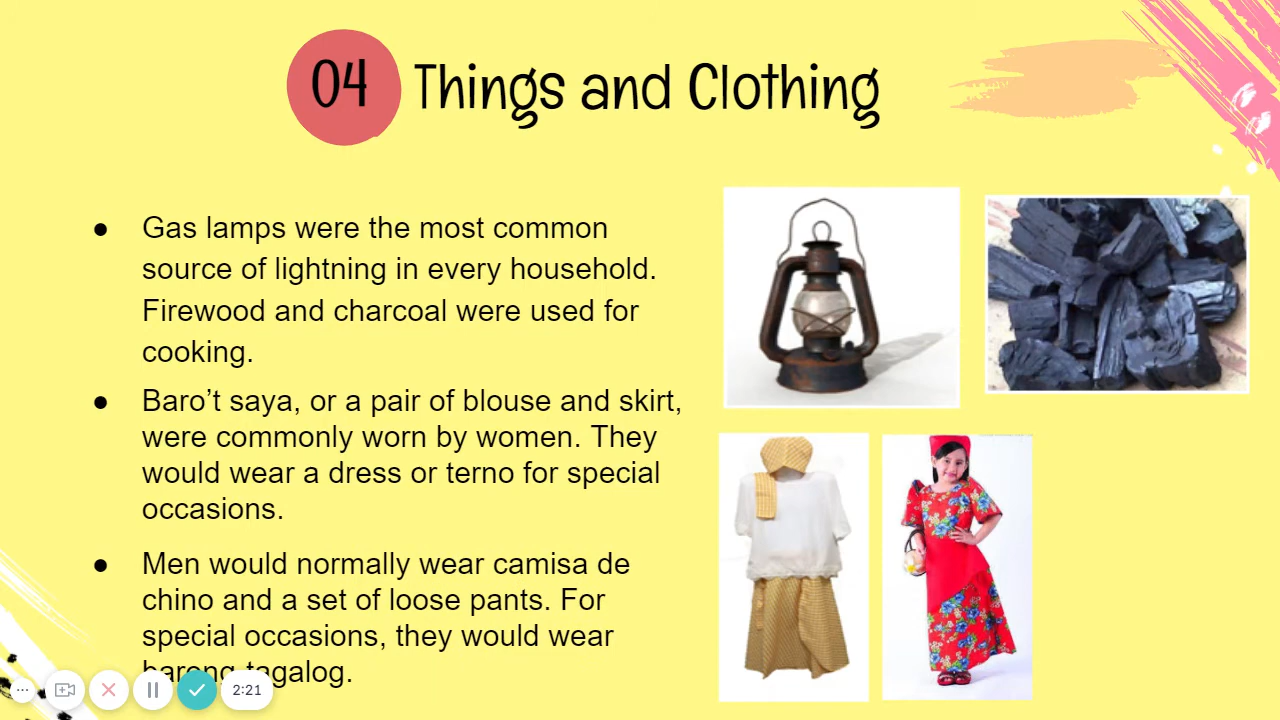 04 Things and Clothing
● Gas lamps were the most common
source of lightning in every household.
Firewood and charcoal were used for
cooking.
● Baro’t saya, or a pair of blouse and skirt,
were commonly worn by women. They
would wear a dress or terno for special
occasions.
● Men would normally wear camisa de
chino and a set of loose pants. For
special occasions, they would wear
barong tagalog.
2:21